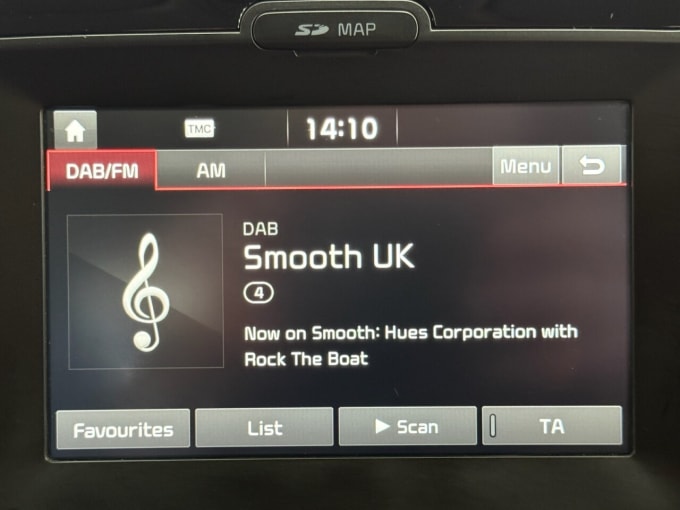 SD MAP
TMC 14:10
DAB/FM AM Menu
DAB
Smooth UK
4
Now on Smooth: Hues Corporation with
Rock The Boat
Favourites List Scan TA